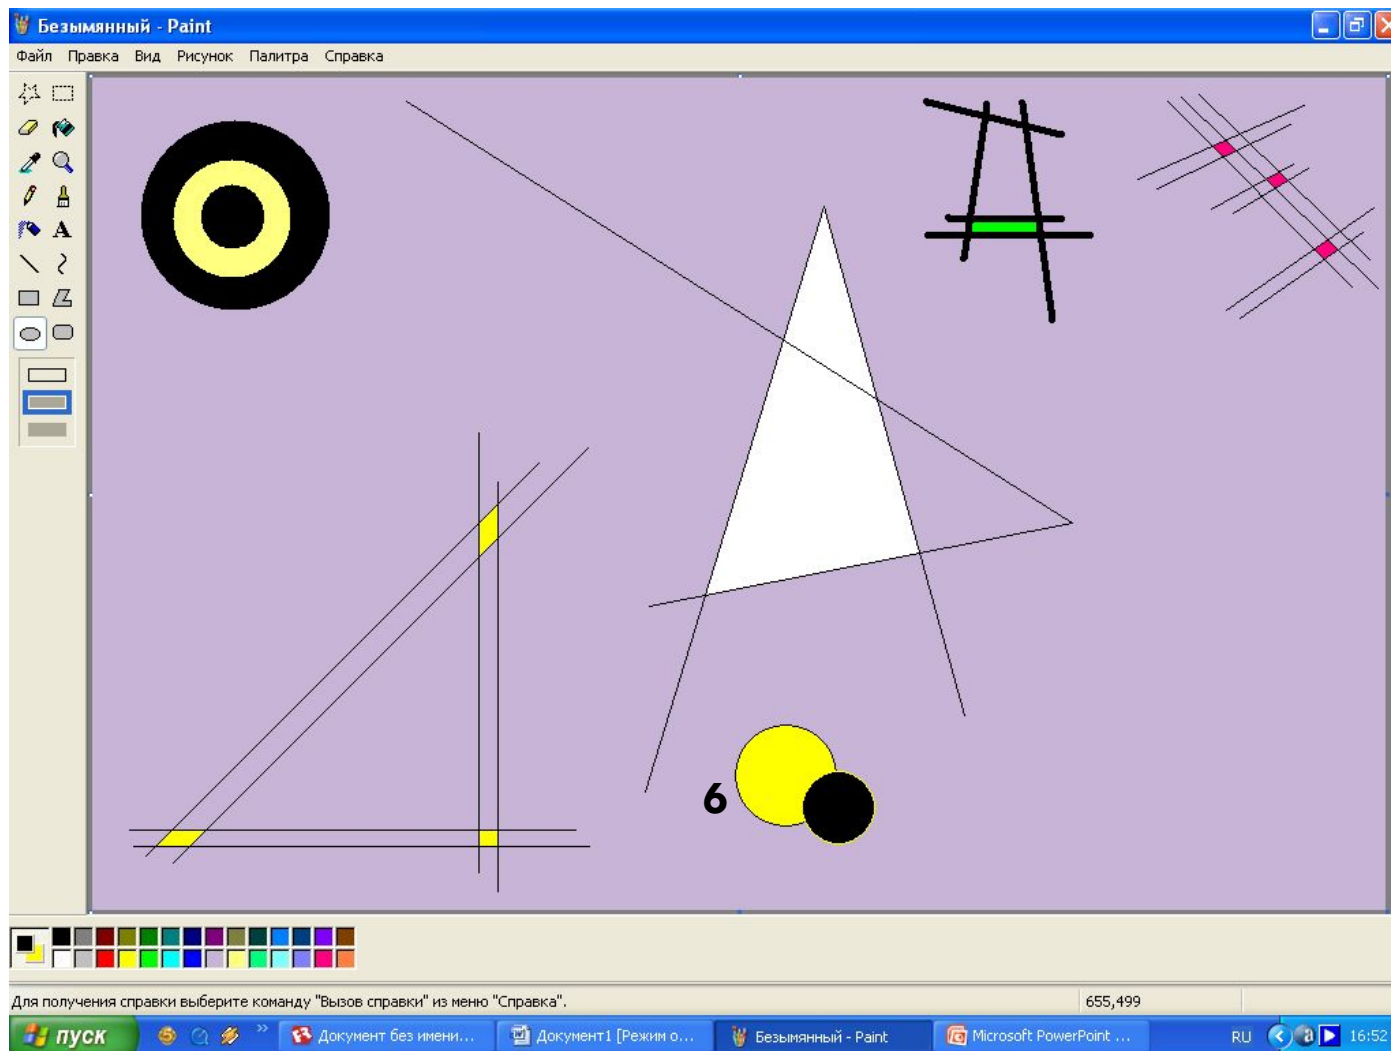 Безымянный - Paint
Файл Правка Вид Рисунок Палитра Справка
A
6
Для получения справки выберите команду "Вызов справки" из меню "Справка".
655,499
пуск
Документ без имени...
Документ1 [Режим о...
Безымянный - Paint
Microsoft PowerPoint ...
RU
16:52